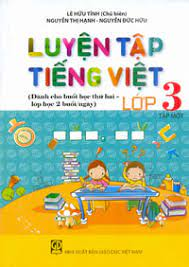 LÊ HỮU TỈNH (Chủ biên)
NGUYỄN THỊ HẠNH - NGUYỄN ĐỨC HỮU
LUYỆN TẬP
TIẾNG VIỆT
(Dành cho buổi học thứ hai -
lớp học 2 buổi/ngày)
LỚP 3
TẬP MỘT
NHÀ XUẤT BẢN GIÁO DỤC VIỆT NAM